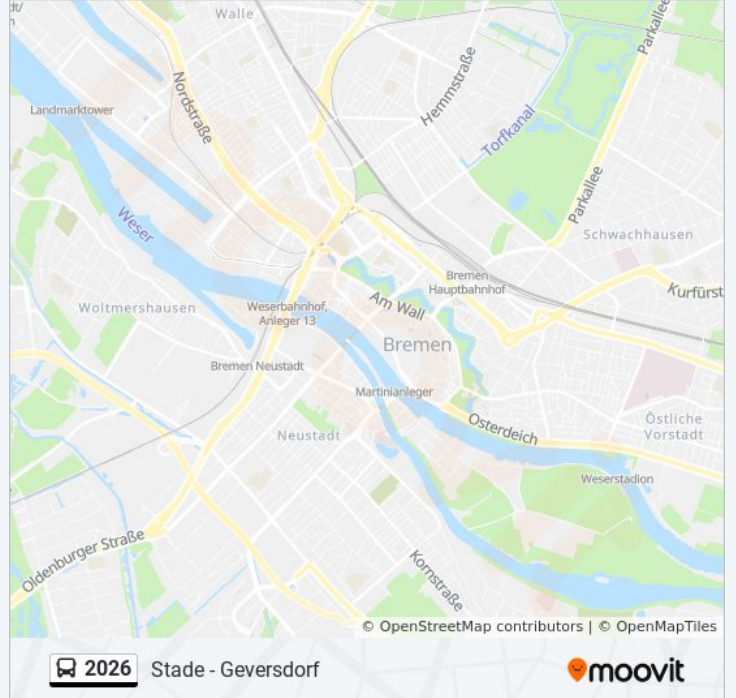 dt/
Walle
Parkallee
Hemmstraße
Nordstraße
Landmarktower
Torfkanal
Parkallee
Weser
Schwachhausen
Bremen
Hauptbahnhof
Kurfürst
Woltmershausen
Weserbahnhof,
Anleger 13
Am Wall
Bremen
Bremen Neustadt
Martinianleger
Osterdeich
Östliche
Vorstadt
Neustadt
Weserstadion
Oldenburger Straße
Kornstraße
© OpenStreetMap contributors | © OpenMapTiles
2026 Stade - Geversdorf
moovit